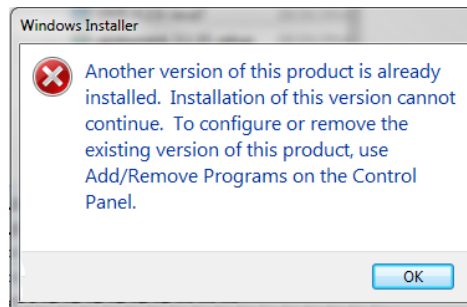 Windows Installer
Another version of this product is already
installed.  Installation of this version cannot
continue.  To configure or remove the
existing version of this product, use
Add/Remove Programs on the Control
Panel.
OK